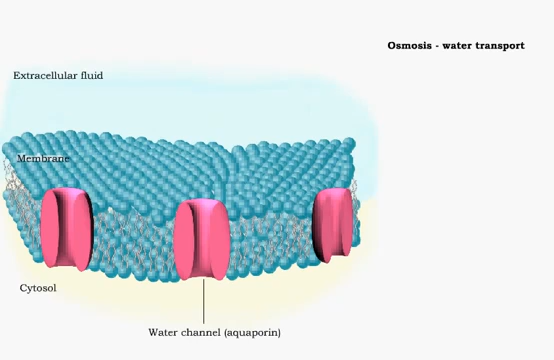 Osmosis - water transport
Extracellular fluid
Membrane
Cytosol
Water channel (aquaporin)